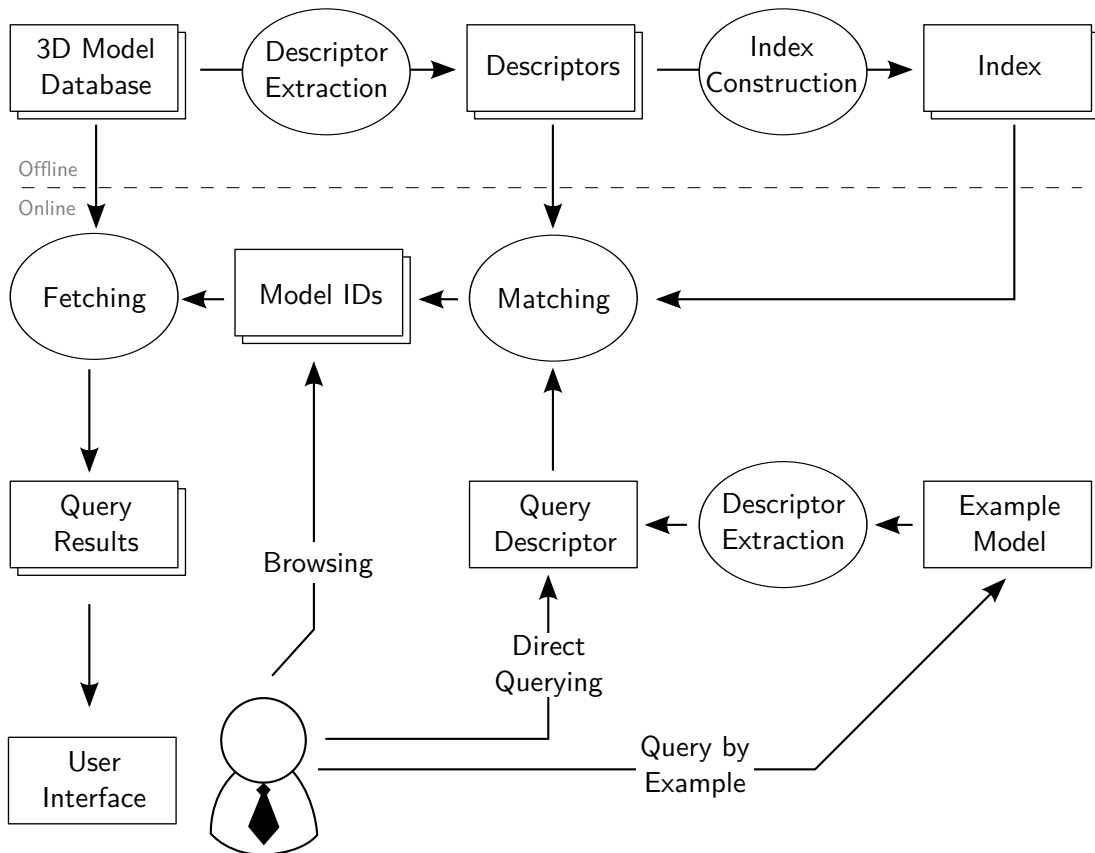 3D Model
Database
Descriptor
Extraction
Descriptors
Index
Construction
Index
Offline
Online
Fetching
Model IDs
Matching
Query
Results
Browsing
Query
Descriptor
Descriptor
Extraction
Example
Model
Direct
Querying
User
Interface
Query by
Example